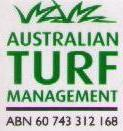 AUSTRALIAN
TURF
MANAGEMENT
ABN 60 743 312 168